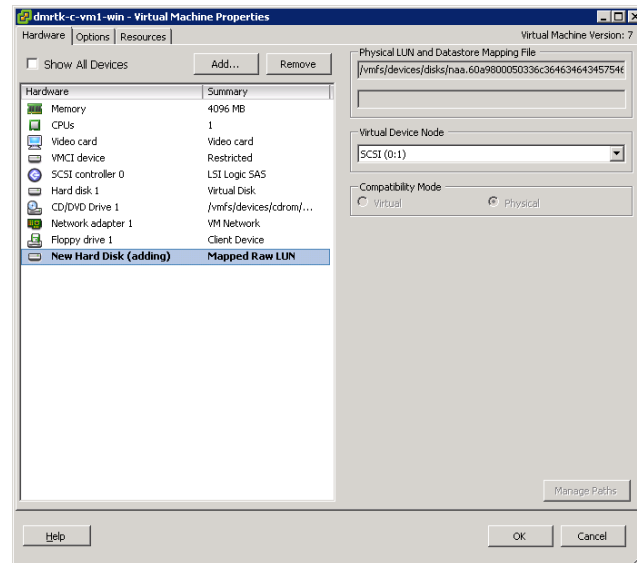 dmrtk-c-vm1-win - Virtual Machine Properties
Hardware Options Resources
Virtual Machine Version: 7
Show All Devices
Add...
Remove
Hardware Summary
Memory 4096 MB
CPUs 1
Video card Video card
VMCI device Restricted
SCSI controller 0 LSI Logic SAS
Hard disk 1 Virtual Disk
CD/DVD Drive 1 /vmfs/devices/cdrom/...
Network adapter 1 VM Network
Floppy drive 1 Client Device
New Hard Disk (adding) Mapped Raw LUN
Physical LUN and Datastore Mapping File
/vmfs/devices/disks/naa.60a9800050336c36463464345754
Virtual Device Node
SCSI (0:1)
Compatibility Mode
Virtual
Physical
Manage Paths
Help
OK
Cancel